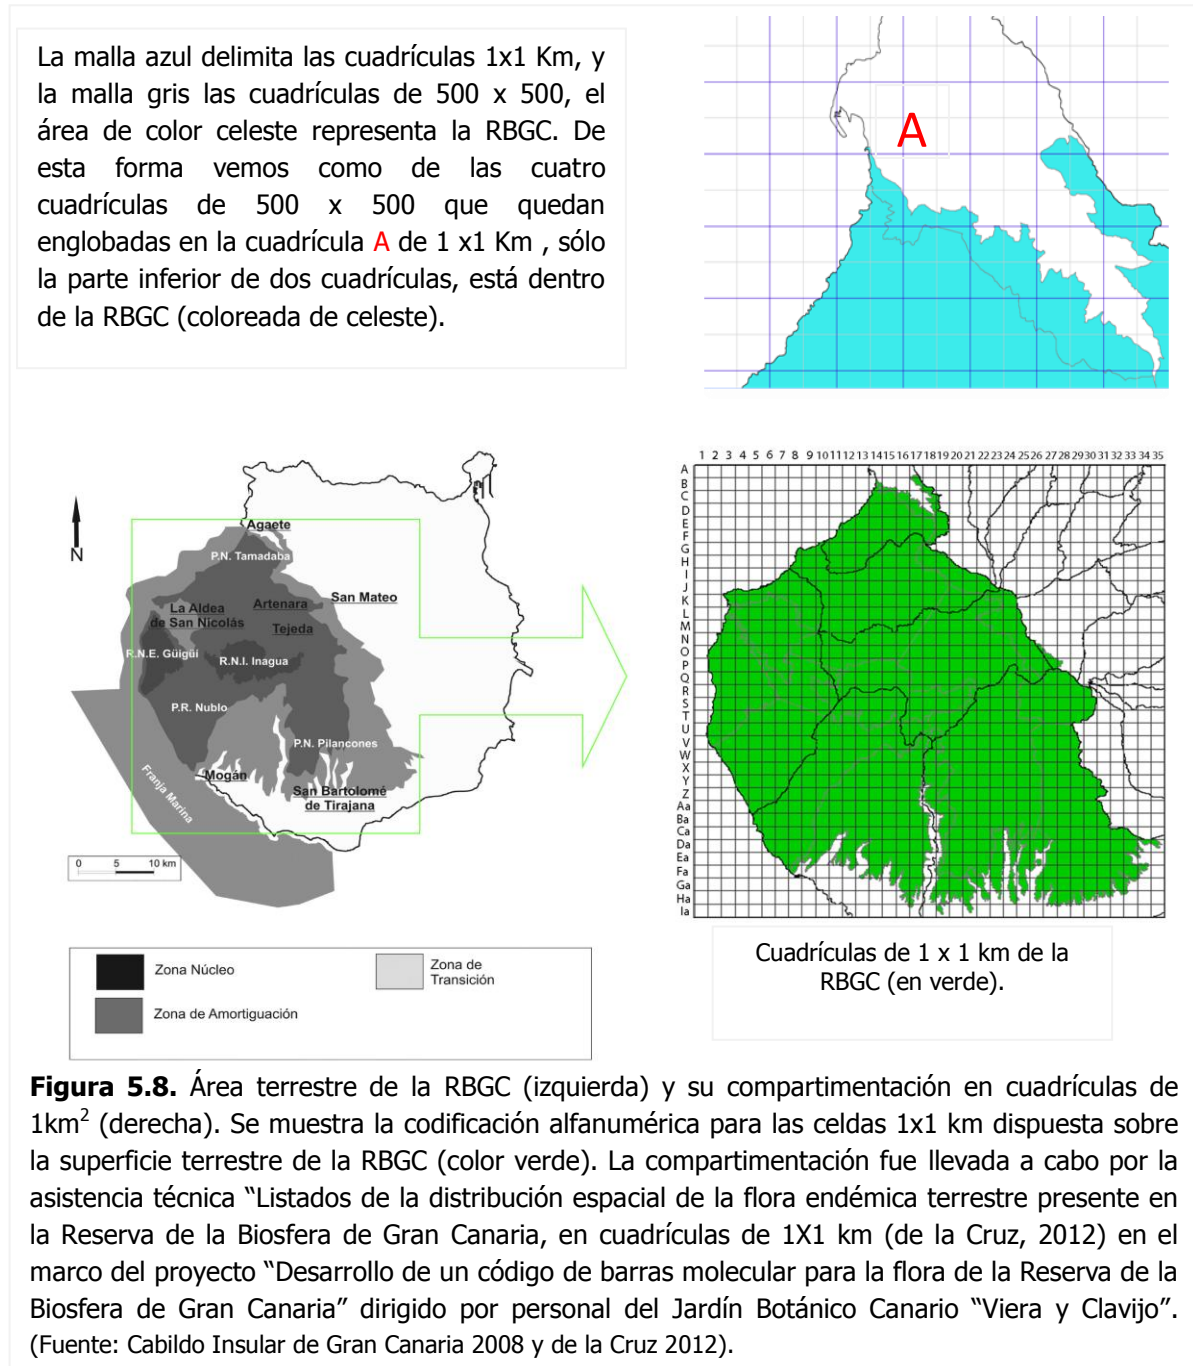 La malla azul delimita las cuadrículas 1x1 Km, y
la malla gris las cuadrículas de 500 x 500, el
área de color celeste representa la RBGC. De
esta forma vemos como de las cuatro
cuadrículas de 500 x 500 que quedan
englobadas en la cuadrícula A de 1 x1 Km , sólo
la parte inferior de dos cuadrículas, está dentro
de la RBGC (coloreada de celeste).
A
N
Agaete
P.N. Tamadaba
San Mateo
La Aldea
de San Nicolás
Artenara
Tejeda
R.N.E. Güigüí
R.N.I. Inagua
P.R. Nublo
P.N. Pilancones
Mogán
San Bartolomé
de Tirajana
Franja Marina
0 5 10 km
Zona Núcleo
Zona de
Transición
Zona de Amortiguación
1 2 3 4 5 6 7 8 9 10 11 12 13 14 15 16 17 18 19 20 21 22 23 24 25 26 27 28 29 30 31 32 33 34 35
A
B
C
D
E
F
G
H
I
J
K
L
M
N
O
P
Q
R
S
T
U
V
W
X
Y
Z
Aa
Ba
Ca
Da
Ea
Fa
Ga
Ha
Ia
Cuadrículas de 1 x 1 km de la
RBGC (en verde).
Figura 5.8. Área terrestre de la RBGC (izquierda) y su compartimentación en cuadrículas de
1km² (derecha). Se muestra la codificación alfanumérica para las celdas 1x1 km dispuesta sobre
la superficie terrestre de la RBGC (color verde). La compartimentación fue llevada a cabo por la
asistencia técnica “Listados de la distribución espacial de la flora endémica terrestre presente en
la Reserva de la Biosfera de Gran Canaria, en cuadrículas de 1X1 km (de la Cruz, 2012) en el
marco del proyecto “Desarrollo de un código de barras molecular para la flora de la Reserva de la
Biosfera de Gran Canaria” dirigido por personal del Jardín Botánico Canario “Viera y Clavijo”.
(Fuente: Cabildo Insular de Gran Canaria 2008 y de la Cruz 2012).